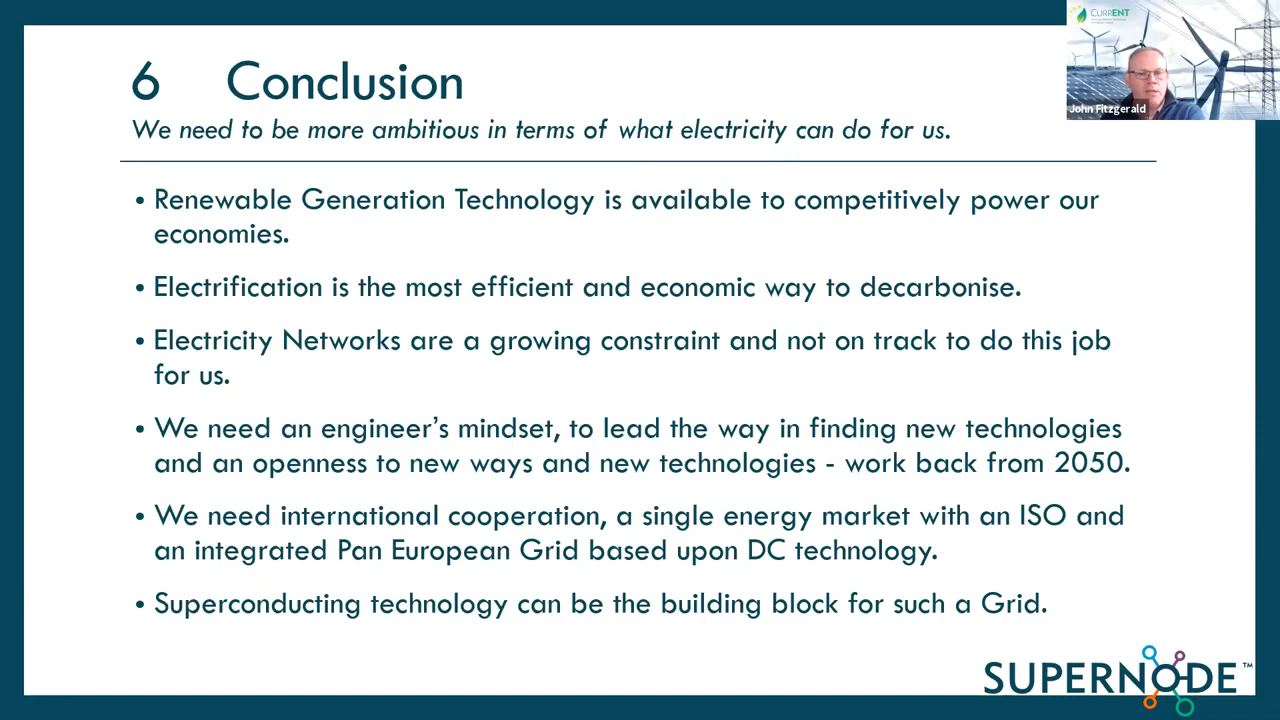 6 Conclusion
We need to be more ambitious in terms of what electricity can do for us.
• Renewable Generation Technology is available to competitively power our
economies.
• Electrification is the most efficient and economic way to decarbonise.
• Electricity Networks are a growing constraint and not on track to do this job
for us.
• We need an engineer’s mindset, to lead the way in finding new technologies
and an openness to new ways and new technologies - work back from 2050.
• We need international cooperation, a single energy market with an ISO and
an integrated Pan European Grid based upon DC technology.
• Superconducting technology can be the building block for such a Grid.
CURRENT
John Fitzgerald
SUPERNODE™